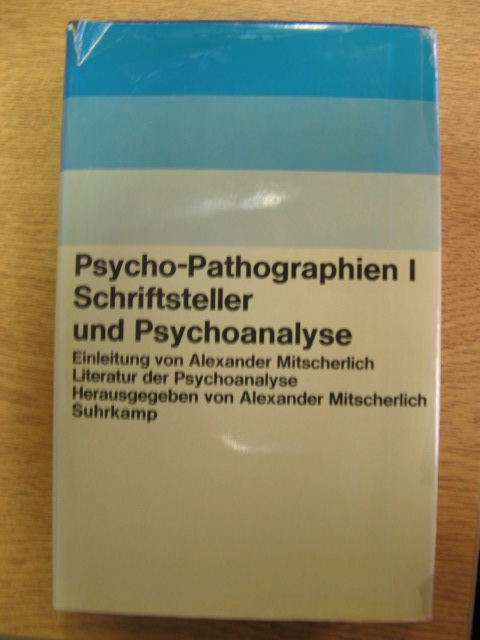 Psycho-Pathographien I
Schriftsteller
und Psychoanalyse
Einleitung von Alexander Mitscherlich
Literatur der Psychoanalyse
Herausgegeben von Alexander Mitscherlich
Suhrkamp